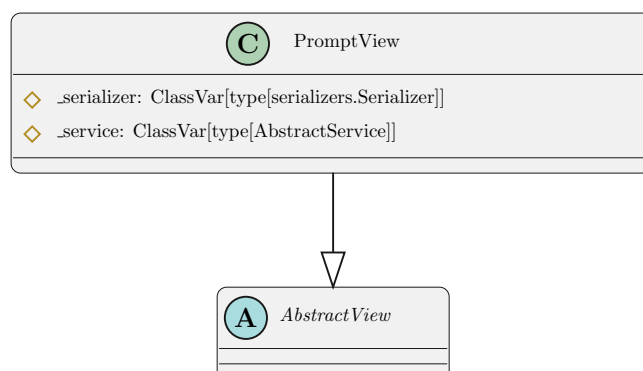 C PromptView
_serializer: ClassVar[type[serializers.Serializer]]
_service: ClassVar[type[AbstractService]]
A AbstractView